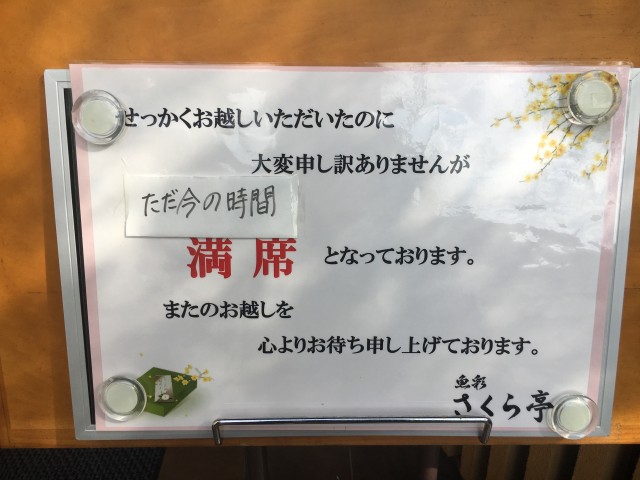 せっかくお越しいただいたのに
大変申し訳ありませんが
ただ今の時間
満席 となっております。
またのお越しを
心よりお待ち申し上げております。
魚彩
さくら亭